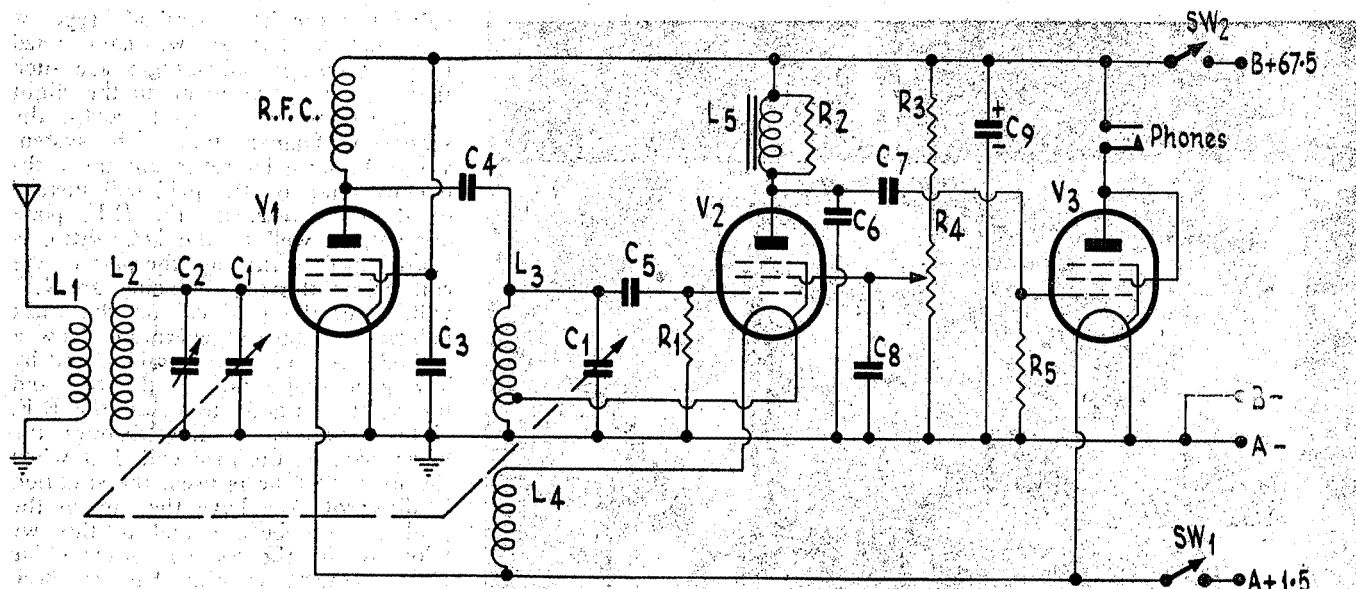 SW2
B+67·5
R.F.C.
L5
R2
R3
C9
+
−
Phones
C4
C7
V1
V2
C6
R4
V3
L1
L2
C2
C1
L3
C5
C3
C1
R1
C8
R5
B−
A−
L4
SW1
A+1·5